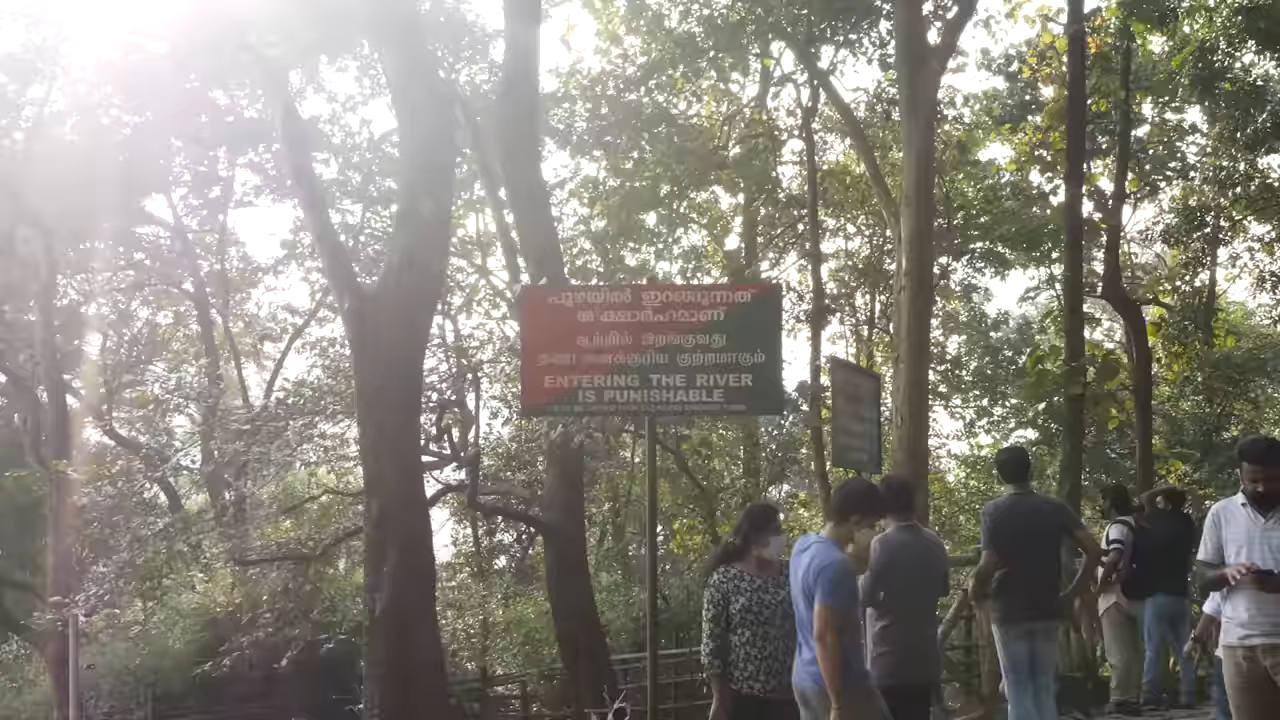 പുഴയിൽ ഇറങ്ങുന്നത്
ശിക്ഷാർഹമാണ്
ஆற்றில் இறங்குவது
தண்டனைக்குரிய குற்றமாகும்
ENTERING THE RIVER
IS PUNISHABLE